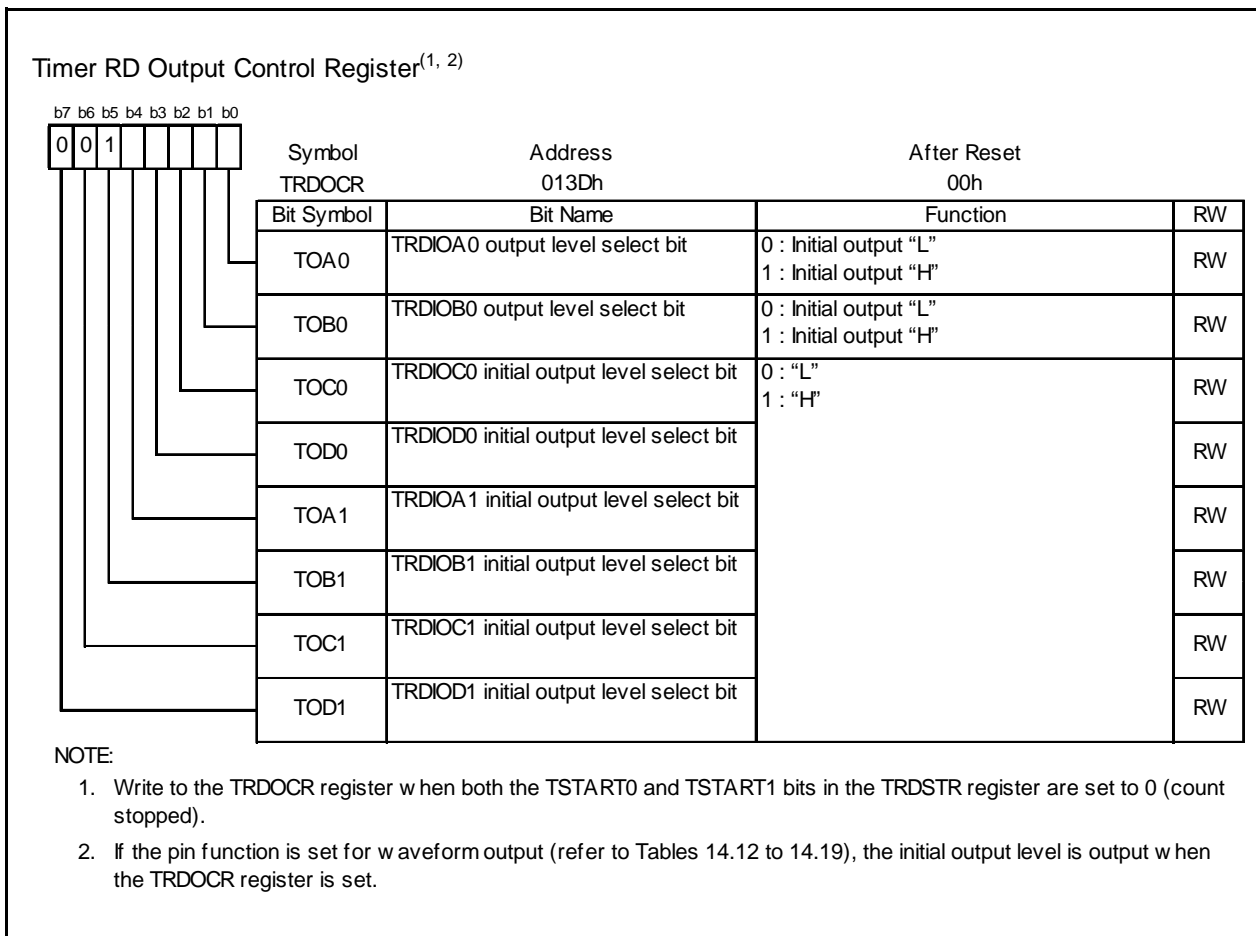 Timer RD Output Control Register(1, 2)
b7 b6 b5 b4 b3 b2 b1 b0
0 0 1
Symbol Address After Reset
TRDOCR 013Dh 00h
Bit Symbol Bit Name Function RW
TOA0 TRDIOA0 output level select bit 0 : Initial output “L”
1 : Initial output “H” RW
TOB0 TRDIOB0 output level select bit 0 : Initial output “L”
1 : Initial output “H” RW
TOC0 TRDIOC0 initial output level select bit 0 : “L”
1 : “H” RW
TOD0 TRDIOD0 initial output level select bit RW
TOA1 TRDIOA1 initial output level select bit RW
TOB1 TRDIOB1 initial output level select bit RW
TOC1 TRDIOC1 initial output level select bit RW
TOD1 TRDIOD1 initial output level select bit RW
NOTE:
1. Write to the TRDOCR register when both the TSTART0 and TSTART1 bits in the TRDSTR register are set to 0 (count
stopped).
2. If the pin function is set for waveform output (refer to Tables 14.12 to 14.19), the initial output level is output when
the TRDOCR register is set.